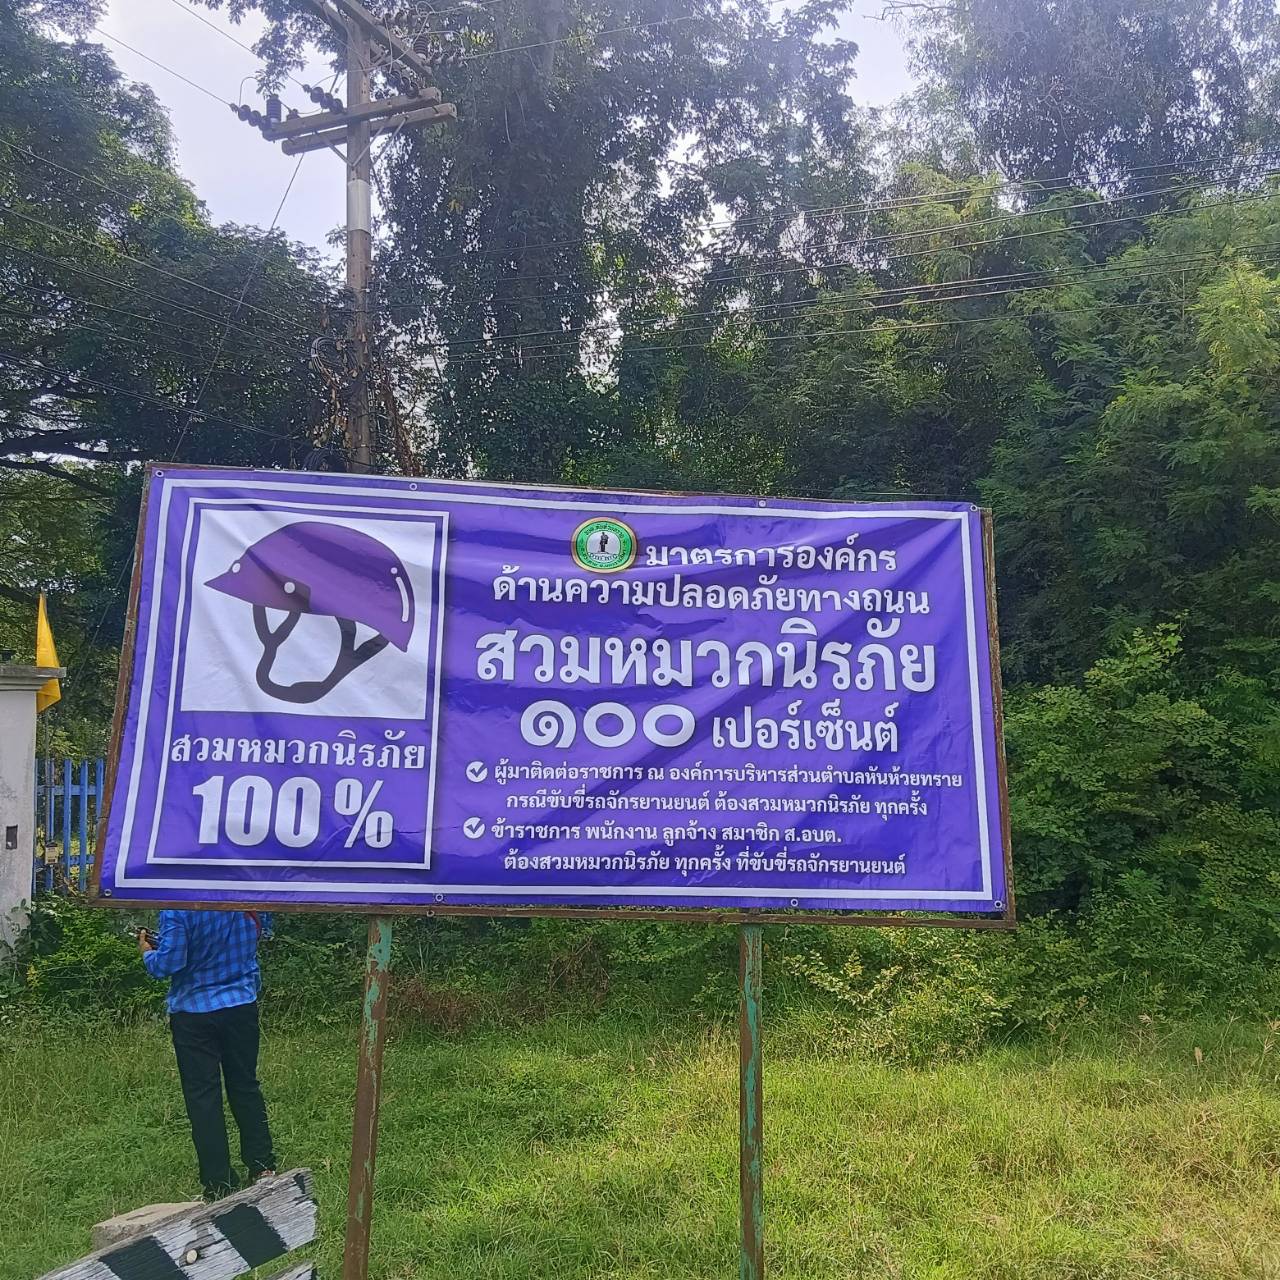 สวมหมวกนิรภัย
100%
มาตรการองค์กร
ด้านความปลอดภัยทางถนน
สวมหมวกนิรภัย
๑๐๐ เปอร์เซ็นต์
ผู้มาติดต่อราชการ ณ องค์การบริหารส่วนตำบลหันห้วยทราย
กรณีขับขี่รถจักรยานยนต์ ต้องสวมหมวกนิรภัย ทุกครั้ง
ข้าราชการ พนักงาน ลูกจ้าง สมาชิก ส.อบต.
ต้องสวมหมวกนิรภัย ทุกครั้ง ที่ขับขี่รถจักรยานยนต์